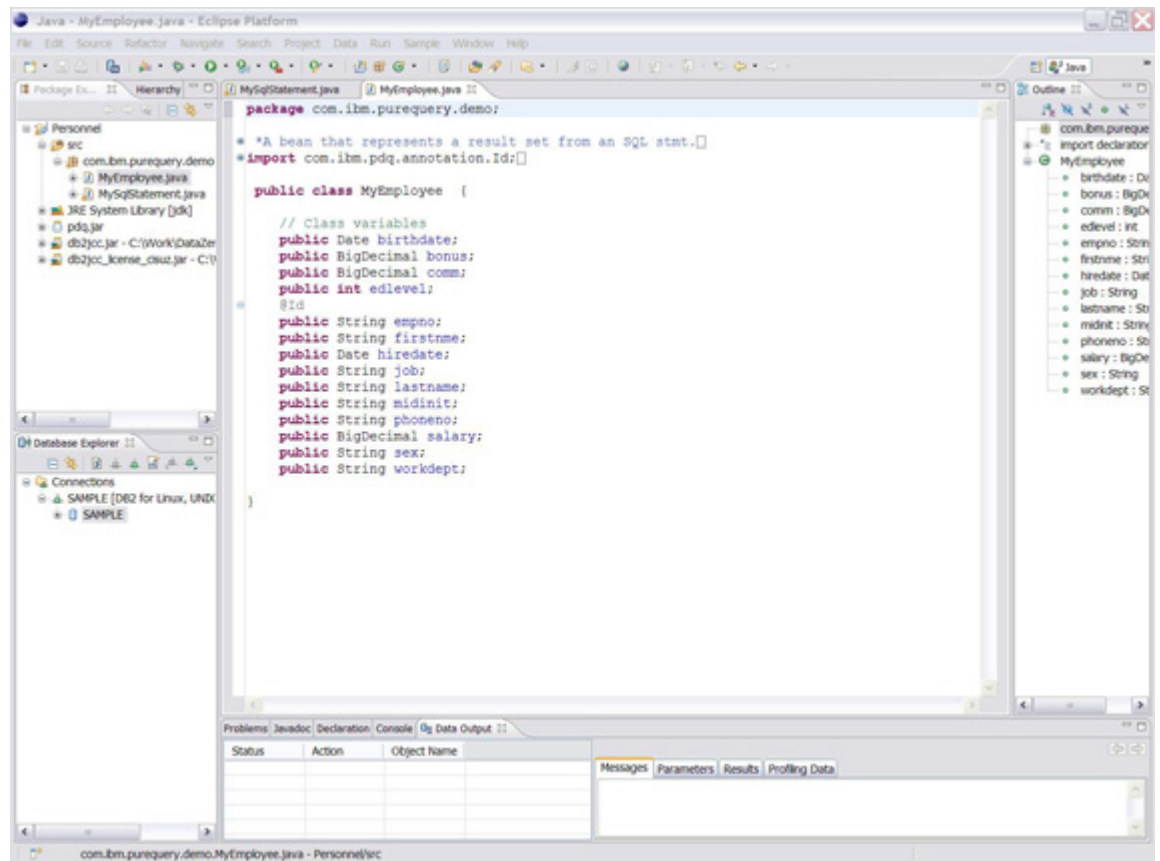 Java - MyEmployee.java - Eclipse Platform
File Edit Source Refactor Navigate Search Project Data Run Sample Window Help
Java
Package Ex... Hierarchy
Personnel
src
com.ibm.purequery.demo
MyEmployee.java
MySqlStatement.java
JRE System Library [jdk]
pdq.jar
db2jcc.jar - C:\Work\DataZer
db2jcc_license_cisuz.jar - C:\
MySqlStatement.java MyEmployee.java
package com.ibm.purequery.demo;
*A bean that represents a result set from an SQL stmt.
import com.ibm.pdq.annotation.Id;
public class MyEmployee {
// Class variables
public Date birthdate;
public BigDecimal bonus;
public BigDecimal comm;
public int edlevel;
@Id
public String empno;
public String firstnme;
public Date hiredate;
public String job;
public String lastname;
public String midinit;
public String phoneno;
public BigDecimal salary;
public String sex;
public String workdept;
}
Outline
com.ibm.pureque
import declaration
MyEmployee
birthdate : Da
bonus : BigDe
comm : BigDe
edlevel : int
empno : Strin
firstnme : Stri
hiredate : Dat
job : String
lastname : Str
midinit : String
phoneno : Str
salary : BigDe
sex : String
workdept : St
Database Explorer
Connections
SAMPLE [DB2 for Linux, UNIX
SAMPLE
Problems Javadoc Declaration Console Data Output
Status Action Object Name
Messages Parameters Results Profiling Data
com.ibm.purequery.demo.MyEmployee.java - Personnel/src